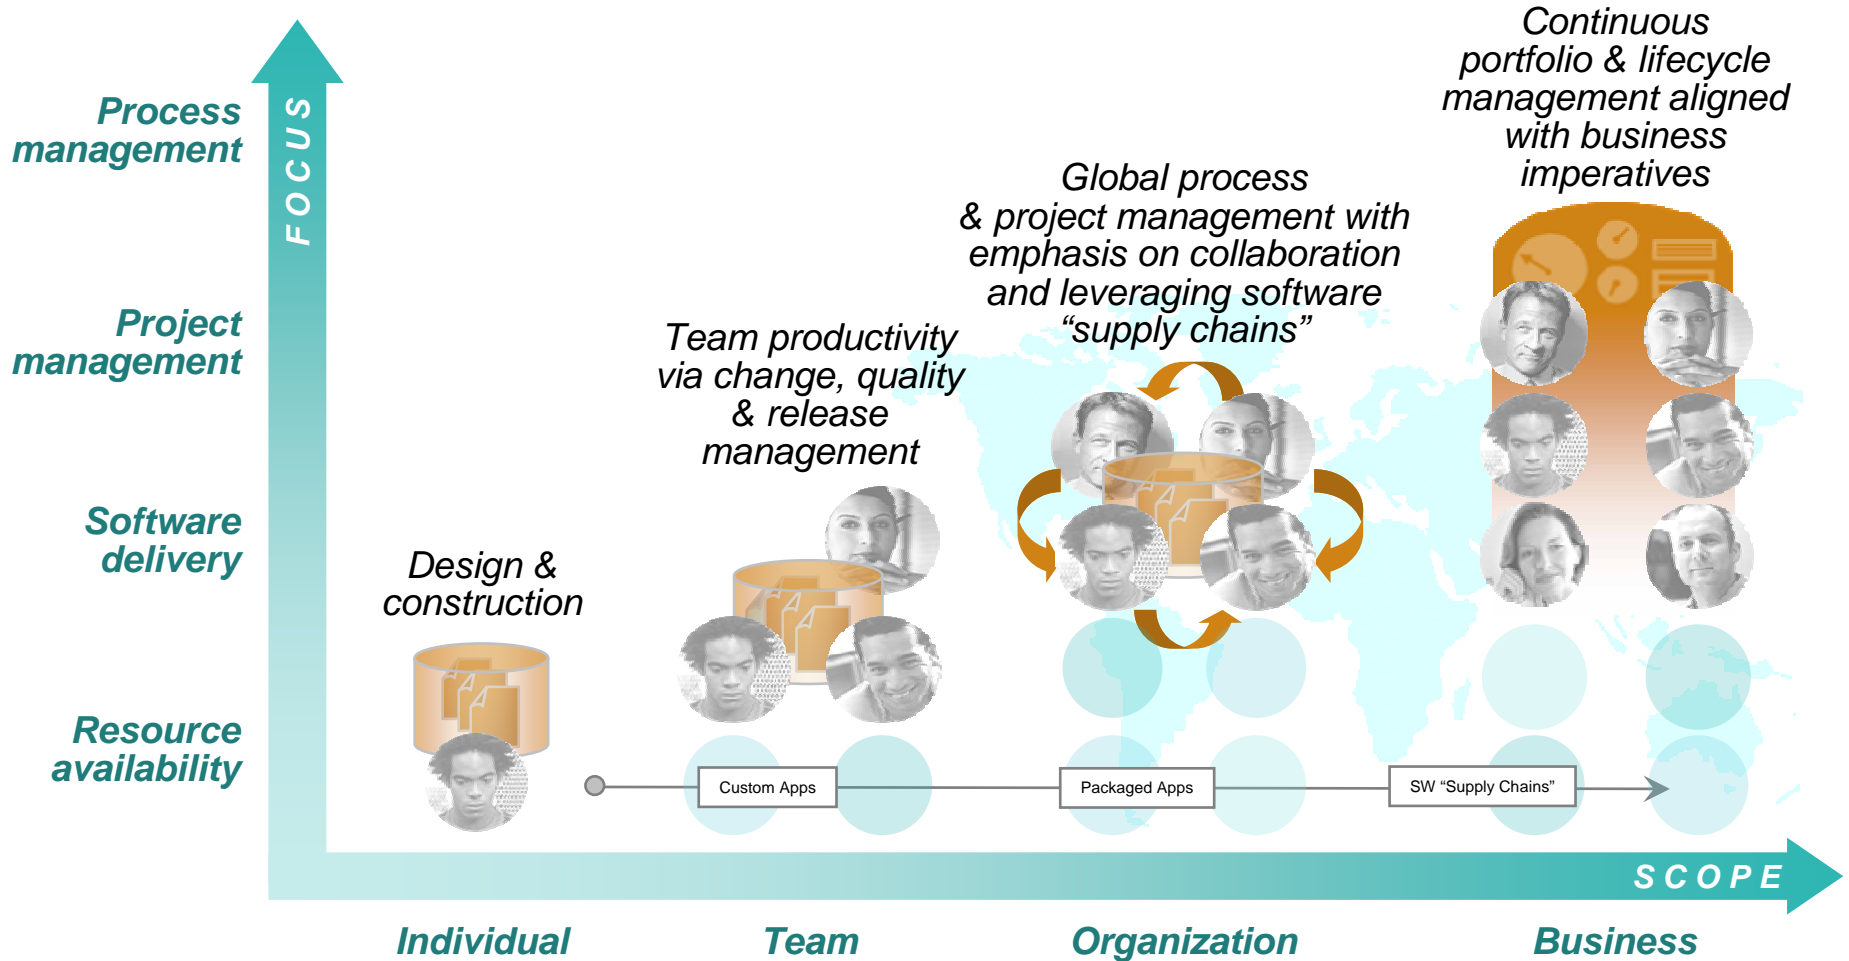 Process
management
Project
management
Software
delivery
Resource
availability
FOCUS
Design &
construction
Team productivity
via change, quality
& release
management
Global process
& project management with
emphasis on collaboration
and leveraging software
“supply chains”
Continuous
portfolio & lifecycle
management aligned
with business
imperatives
Custom Apps
Packaged Apps
SW “Supply Chains”
SCOPE
Individual
Team
Organization
Business